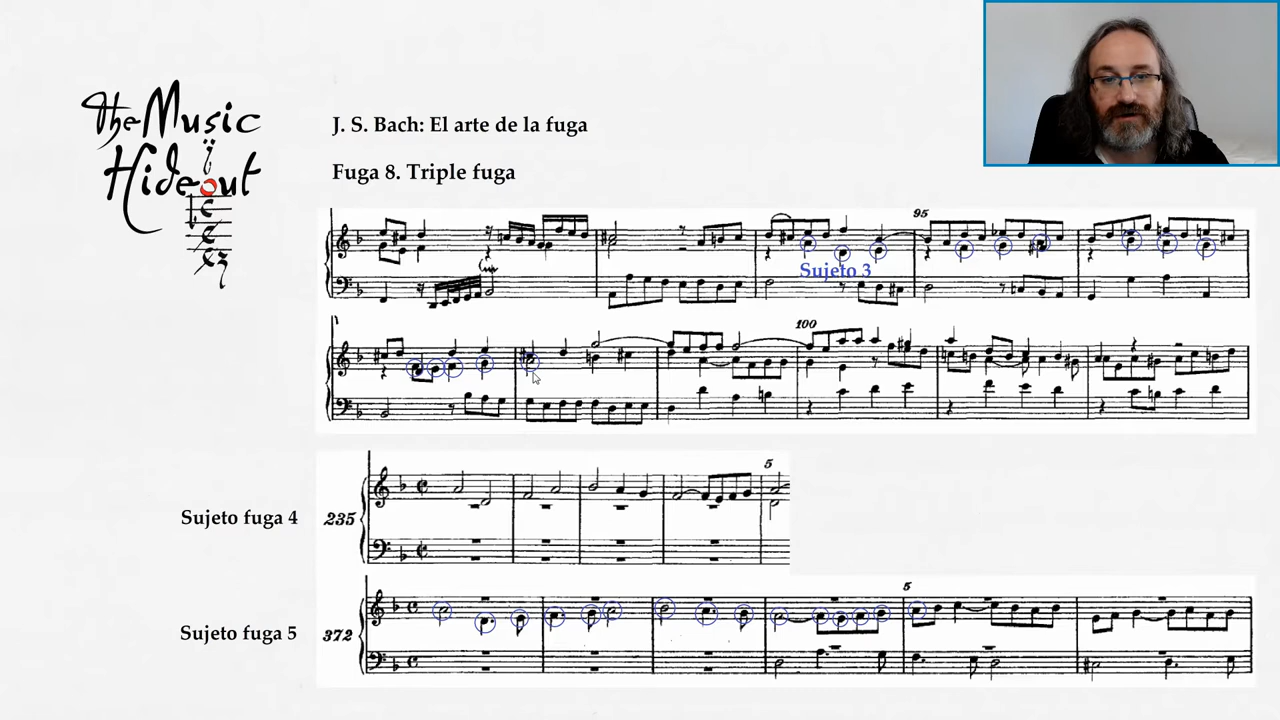 The Music
Hideout
J. S. Bach: El arte de la fuga
Fuga 8. Triple fuga
95
Sujeto 3
100
5
Sujeto fuga 4
235
5
Sujeto fuga 5
372